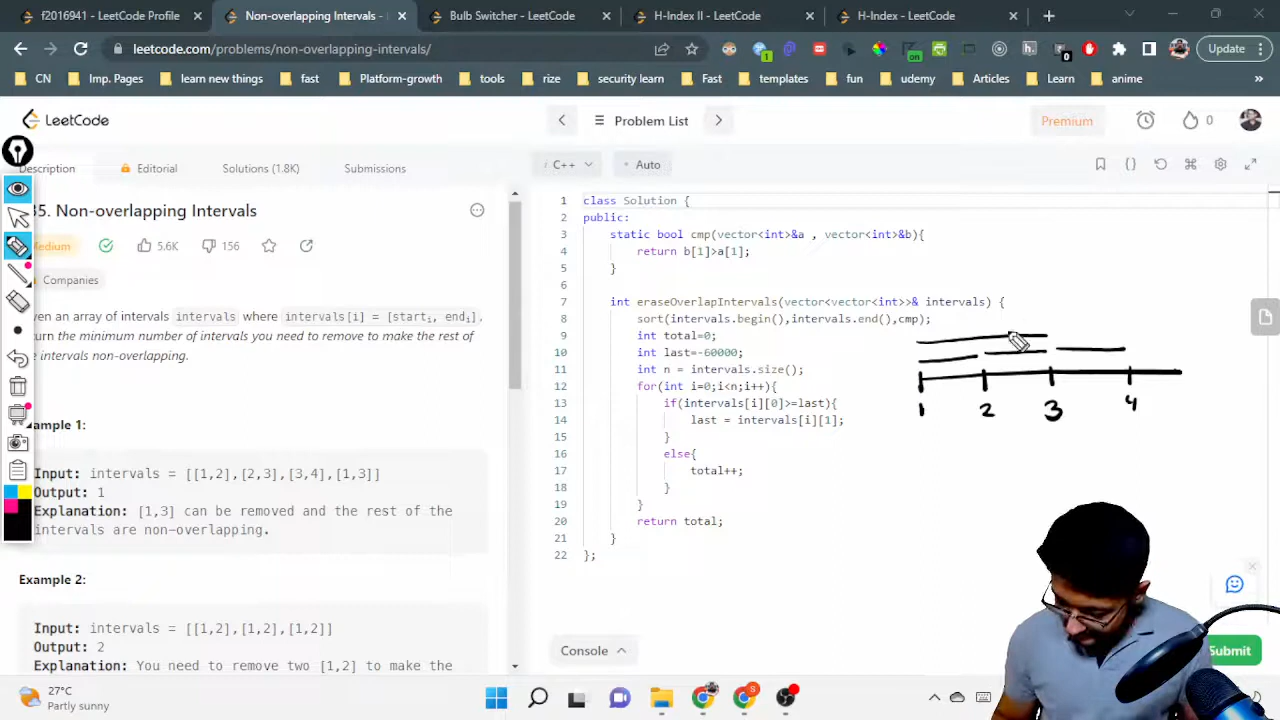 f2016941 - LeetCode Profile
Non-overlapping Intervals -
Bulb Switcher - LeetCode
H-Index II - LeetCode
H-Index - LeetCode
leetcode.com/problems/non-overlapping-intervals/
1
on
0
Update
CN
Imp. Pages
learn new things
fast
Platform-growth
tools
rize
security learn
Fast
templates
fun
udemy
Articles
Learn
anime
»
LeetCode
Problem List
Premium
0
Description
Editorial
Solutions (1.8K)
Submissions
C++
Auto
35. Non-overlapping Intervals
Medium
5.6K
156
Companies
ven an array of intervals intervals where intervals[i] = [starti, endi],
turn the minimum number of intervals you need to remove to make the rest of
e intervals non-overlapping.
ample 1:
Input: intervals = [[1,2],[2,3],[3,4],[1,3]]
Output: 1
Explanation: [1,3] can be removed and the rest of the
intervals are non-overlapping.
Example 2:
Input: intervals = [[1,2],[1,2],[1,2]]
Output: 2
Explanation: You need to remove two [1,2] to make the
1 class Solution {
2 public:
3 static bool cmp(vector<int>&a , vector<int>&b){
4 return b[1]>a[1];
5 }
6
7 int eraseOverlapIntervals(vector<vector<int>>& intervals) {
8 sort(intervals.begin(),intervals.end(),cmp);
9 int total=0;
10 int last=-60000;
11 int n = intervals.size();
12 for(int i=0;i<n;i++){
13 if(intervals[i][0]>=last){
14 last = intervals[i][1];
15 }
16 else{
17 total++;
18 }
19 }
20 return total;
21 }
22 };
1 2 3 4
Console
Submit
27°C
Partly sunny